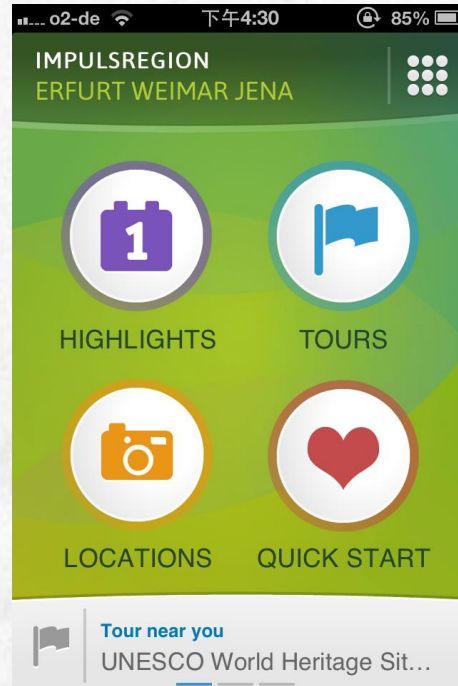 o2-de 下午4:30 85%
IMPULSREGION
ERFURT WEIMAR JENA
1
HIGHLIGHTS TOURS
LOCATIONS QUICK START
Tour near you
UNESCO World Heritage Sit...